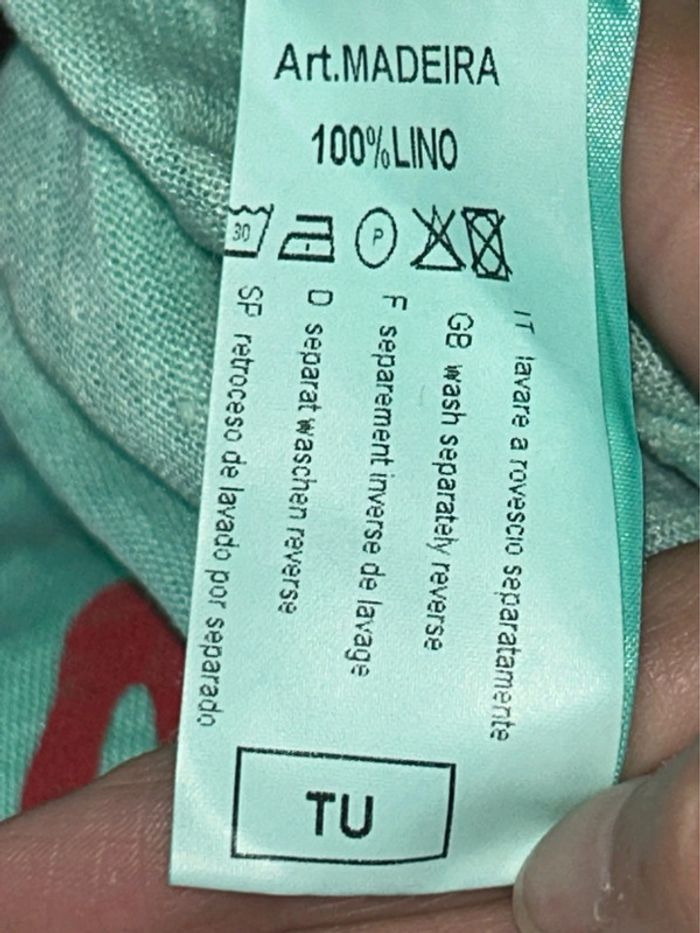 Art.MADEIRA
100%LINO
30
P
IT lavare a rovescio separatamente
GB wash separately reverse
F separement inverse de lavage
D separat waschen reverse
SP retroceso de lavado por separado
TU